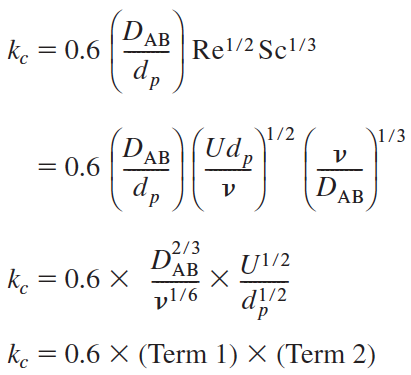 k_c = 0.6 (D_AB / d_p) Re^{1/2} Sc^{1/3}
= 0.6 (D_AB / d_p) (Ud_p / ν)^{1/2} (ν / D_AB)^{1/3}
k_c = 0.6 × D_AB^{2/3} / ν^{1/6} × U^{1/2} / d_p^{1/2}
k_c = 0.6 × (Term 1) × (Term 2)